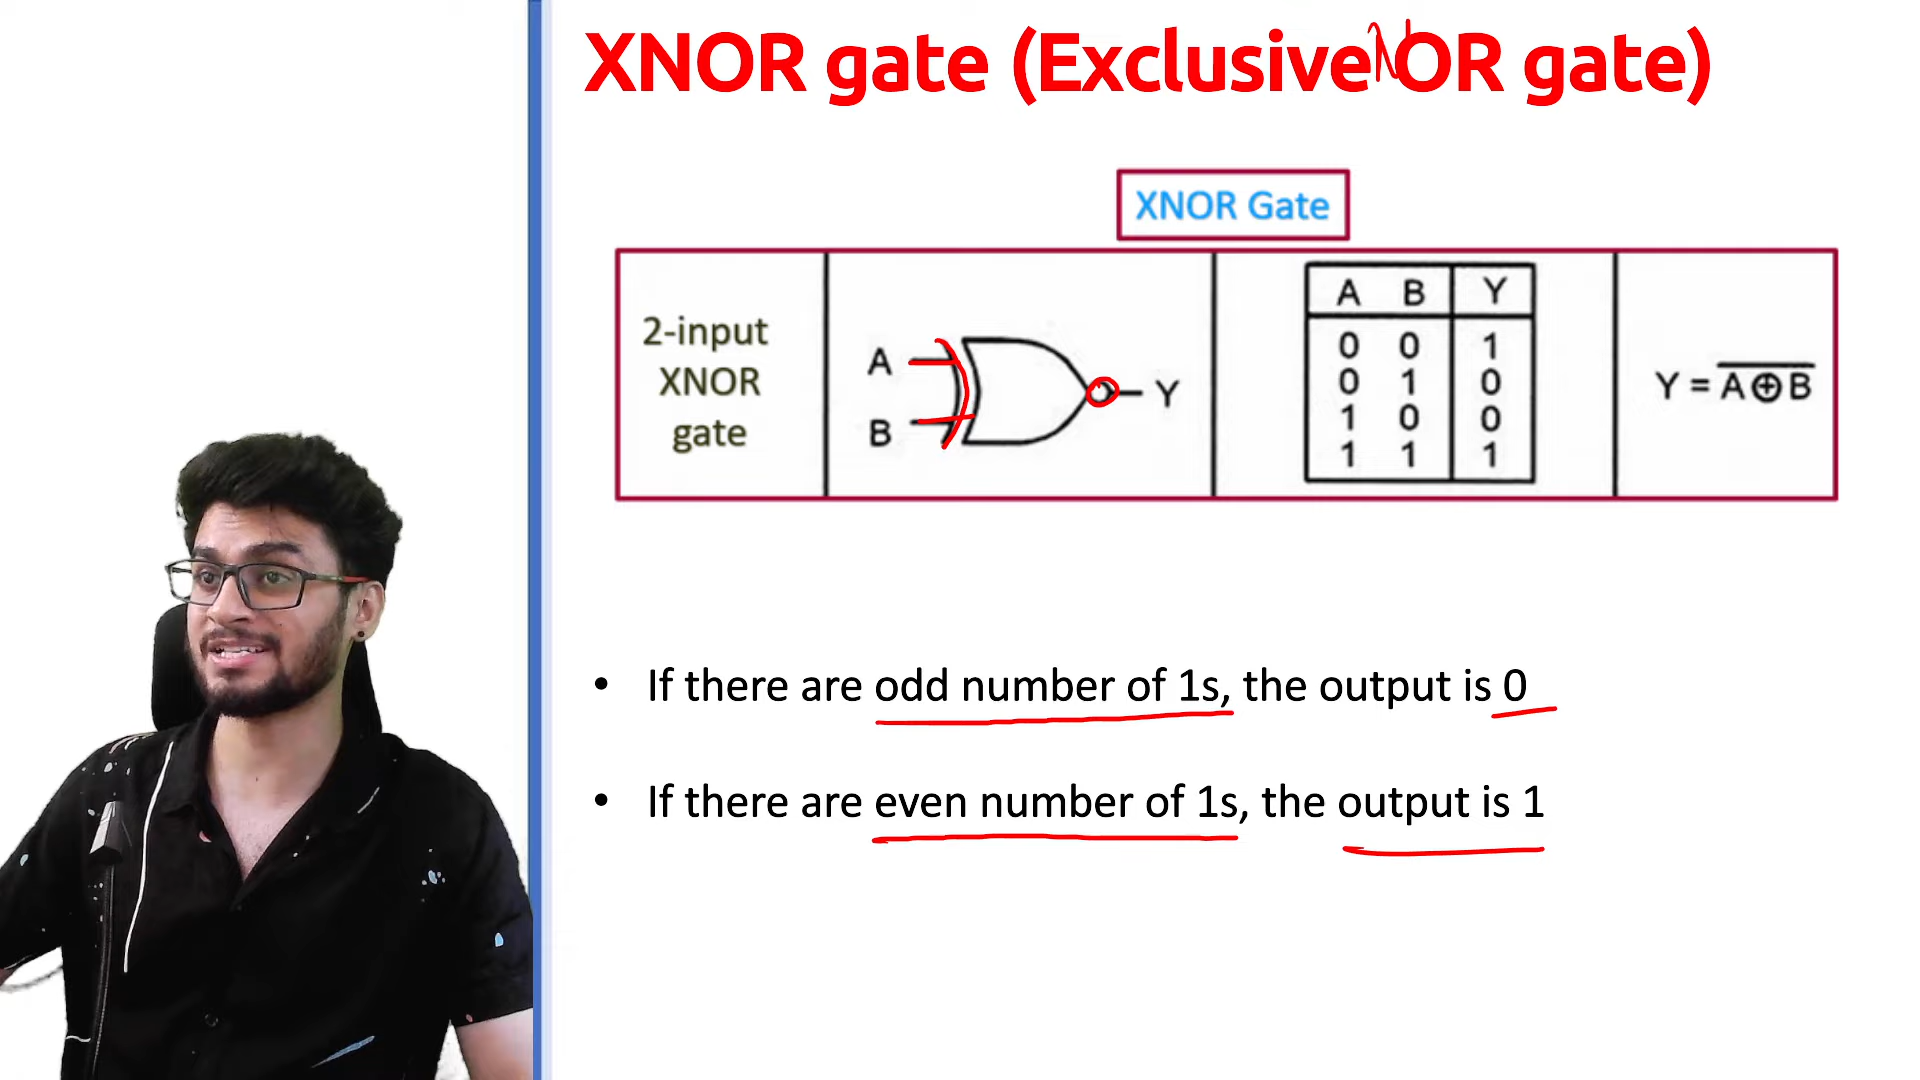 XNOR gate (Exclusive NOR gate)
XNOR Gate
2-input
XNOR
gate
A
B
Y
A B Y
0 0 1
0 1 0
1 0 0
1 1 1
Y = \overline{A ⊕ B}
• If there are odd number of 1s, the output is 0
• If there are even number of 1s, the output is 1